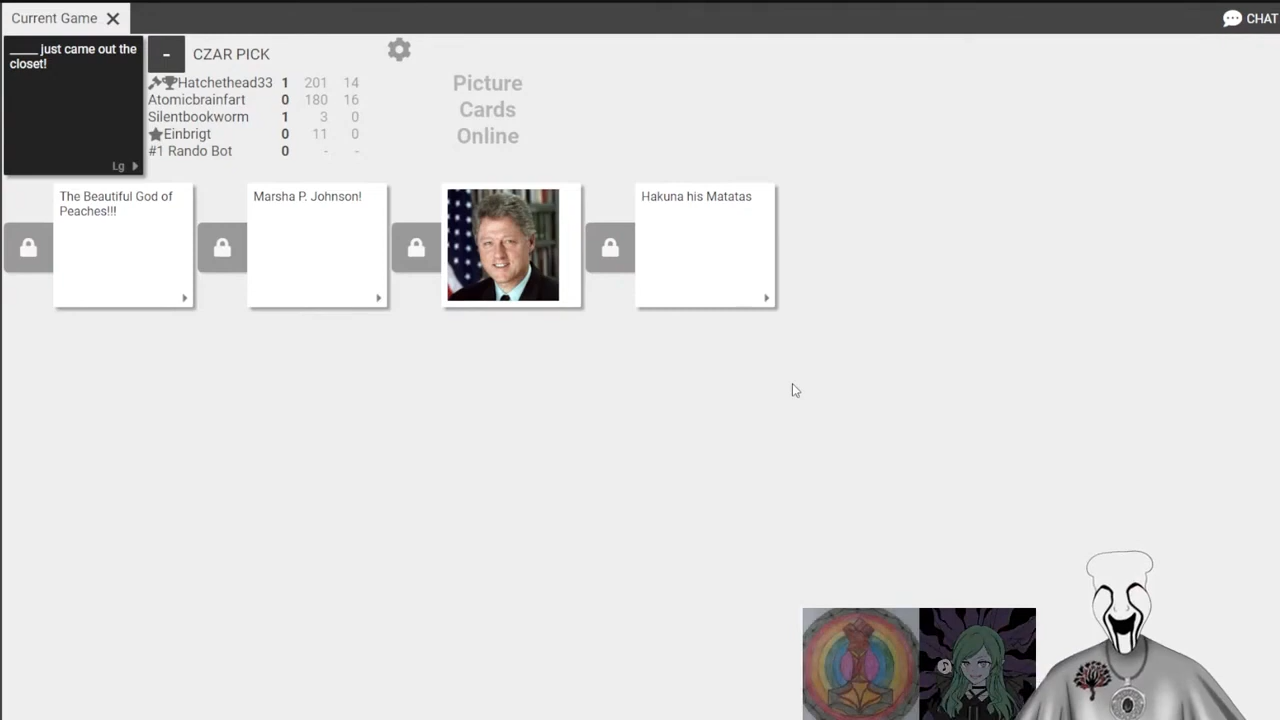 Current Game
CHAT
_____ just came out the
closet!
Lg
-
CZAR PICK
Hatchethead33 1 201 14
Atomicbrainfart 0 180 16
Silentbookworm 1 3 0
Einbrigt 0 11 0
#1 Rando Bot 0 - -
Picture
Cards
Online
The Beautiful God of
Peaches!!!
Marsha P. Johnson!
Hakuna his Matatas